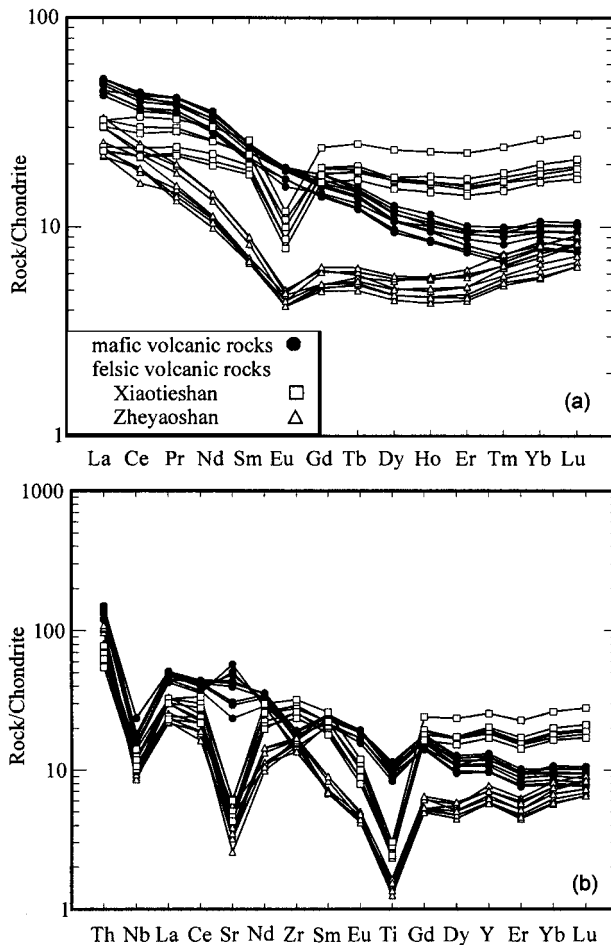 100
10
1
Rock/Chondrite
mafic volcanic rocks
felsic volcanic rocks
Xiaotieshan
Zheyaoshan
(a)
La Ce Pr Nd Sm Eu Gd Tb Dy Ho Er Tm Yb Lu
1000
100
10
1
Rock/Chondrite
(b)
Th Nb La Ce Sr Nd Zr Sm Eu Ti Gd Dy Y Er Yb Lu